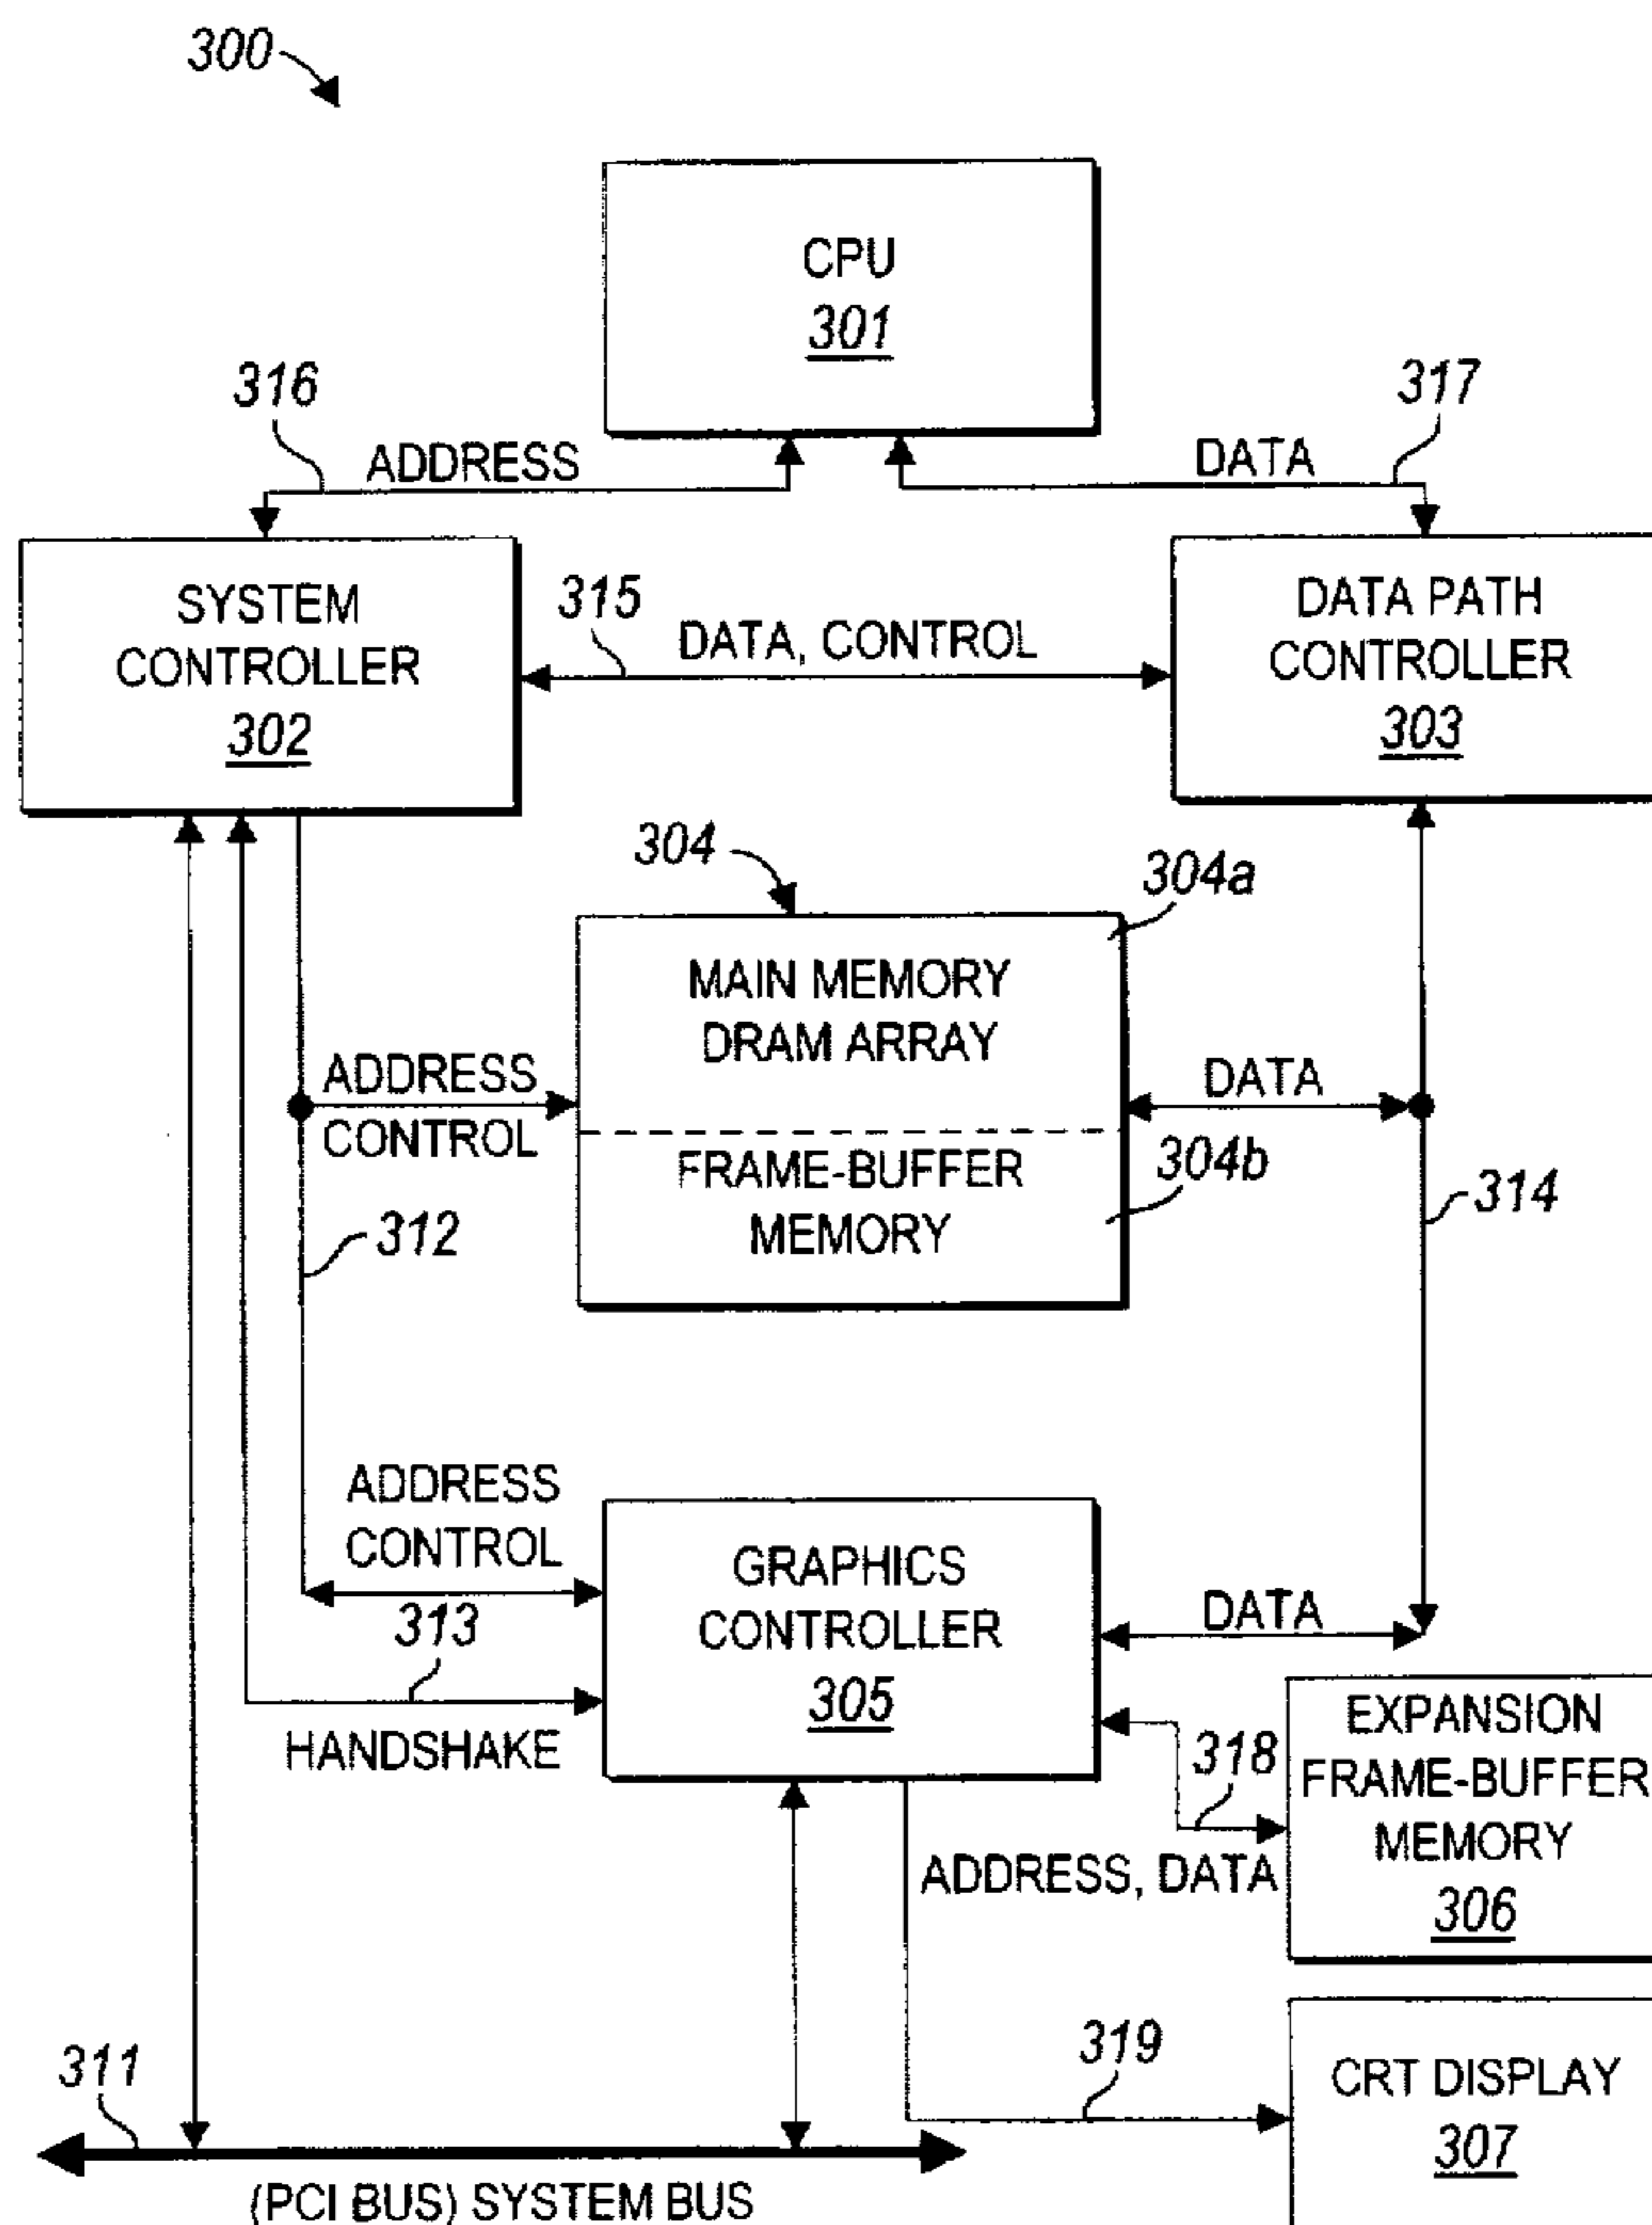 300
CPU
301
316
ADDRESS
DATA
317
SYSTEM
CONTROLLER
302
315
DATA, CONTROL
DATA PATH
CONTROLLER
303
304
304a
MAIN MEMORY
DRAM ARRAY
ADDRESS
CONTROL
DATA
FRAME-BUFFER
MEMORY
304b
312
314
ADDRESS
CONTROL
313
HANDSHAKE
GRAPHICS
CONTROLLER
305
DATA
318
ADDRESS, DATA
EXPANSION
FRAME-BUFFER
MEMORY
306
311
(PCI BUS) SYSTEM BUS
319
CRT DISPLAY
307